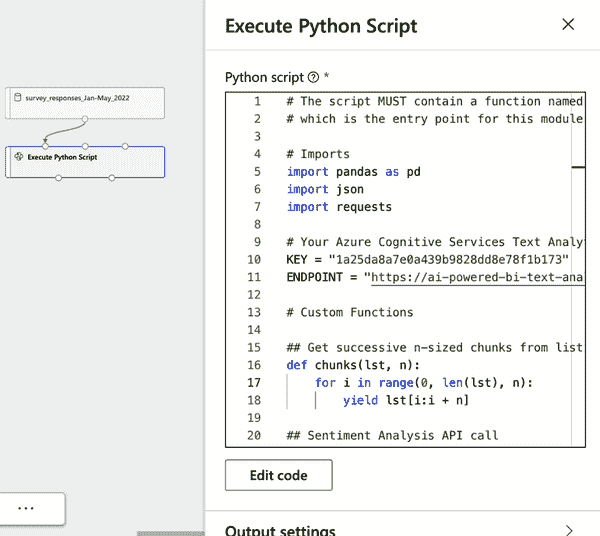 Execute Python Script
Python script *
survey_responses_Jan-May_2022
Execute Python Script
1 # The script MUST contain a function named
2 # which is the entry point for this module
3
4 # Imports
5 import pandas as pd
6 import json
7 import requests
8
9 # Your Azure Cognitive Services Text Analy
10 KEY = "1a25da8a7e0a439b9828dd8e78f1b173"
11 ENDPOINT = "https://ai-powered-bi-text-ana
12
13 # Custom Functions
14
15 ## Get successive n-sized chunks from list
16 def chunks(lst, n):
17 for i in range(0, len(lst), n):
18 yield lst[i:i + n]
19
20 ## Sentiment Analysis API call
Edit code
...
Output settings